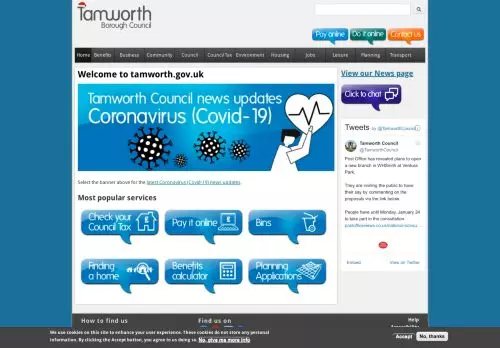 Tamworth
Borough Council
Pay online
Do it online
Contact us
Home Benefits Business Community Council Council Tax Environment Housing Jobs Leisure Planning Transport
Welcome to tamworth.gov.uk
Tamworth Council news updates
Coronavirus (Covid-19)
Select the banner above for the latest Coronavirus (Covid-19) news updates.
Most popular services
Check your
Council Tax
Pay it online
Bins
Finding
a home
Benefits
calculator
Planning
Applications
View our News page
Click to chat
Tweets by @TamworthCouncil
Tamworth Council
@TamworthCouncil
Post Office has revealed plans to open
a new branch in WHSmith at Ventura
Park.
They are inviting the public to have
their say by commenting on the
proposals via the link below.
People have until Monday, January 24
to take part in the consultation
Embed
View on Twitter
How to find us
Find us on
Help
Accessibility
We use cookies on this site to enhance your user experience. These cookies do not store any personal
information. By clicking the Accept button, you agree to us doing so. No, give me more info
Accept
No, thanks